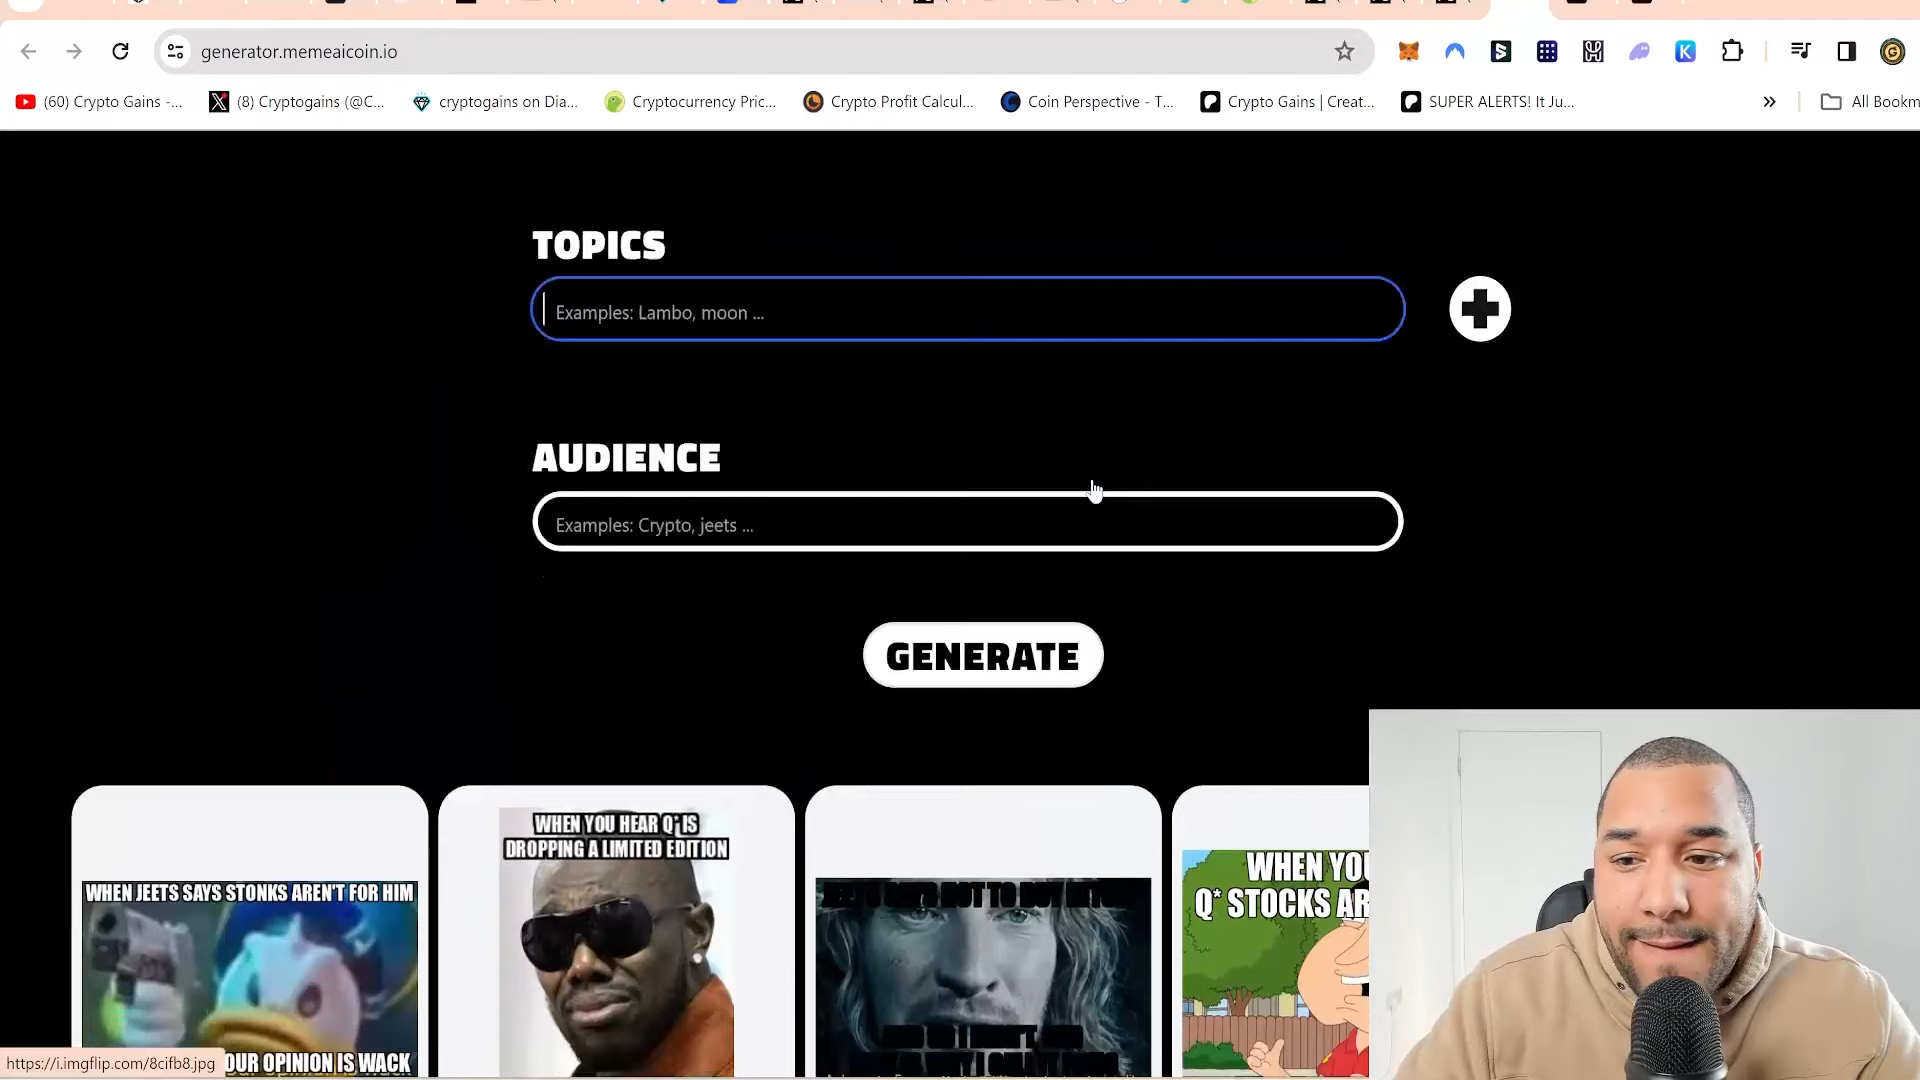 generator.memeaicoin.io
(60) Crypto Gains -...
(8) Cryptogains (@C...
cryptogains on Dia...
Cryptocurrency Pric...
Crypto Profit Calcul...
Coin Perspective - T...
Crypto Gains | Creat...
SUPER ALERTS! It Ju...
All Bookm
TOPICS
Examples: Lambo, moon ...
AUDIENCE
Examples: Crypto, jeets ...
GENERATE
WHEN YOU HEAR Q* IS
DROPPING A LIMITED EDITION
WHEN JEETS SAYS STONKS AREN'T FOR HIM
OUR OPINION IS WACK
WHEN YOU
Q* STOCKS AR
https://i.imgflip.com/8cifb8.jpg